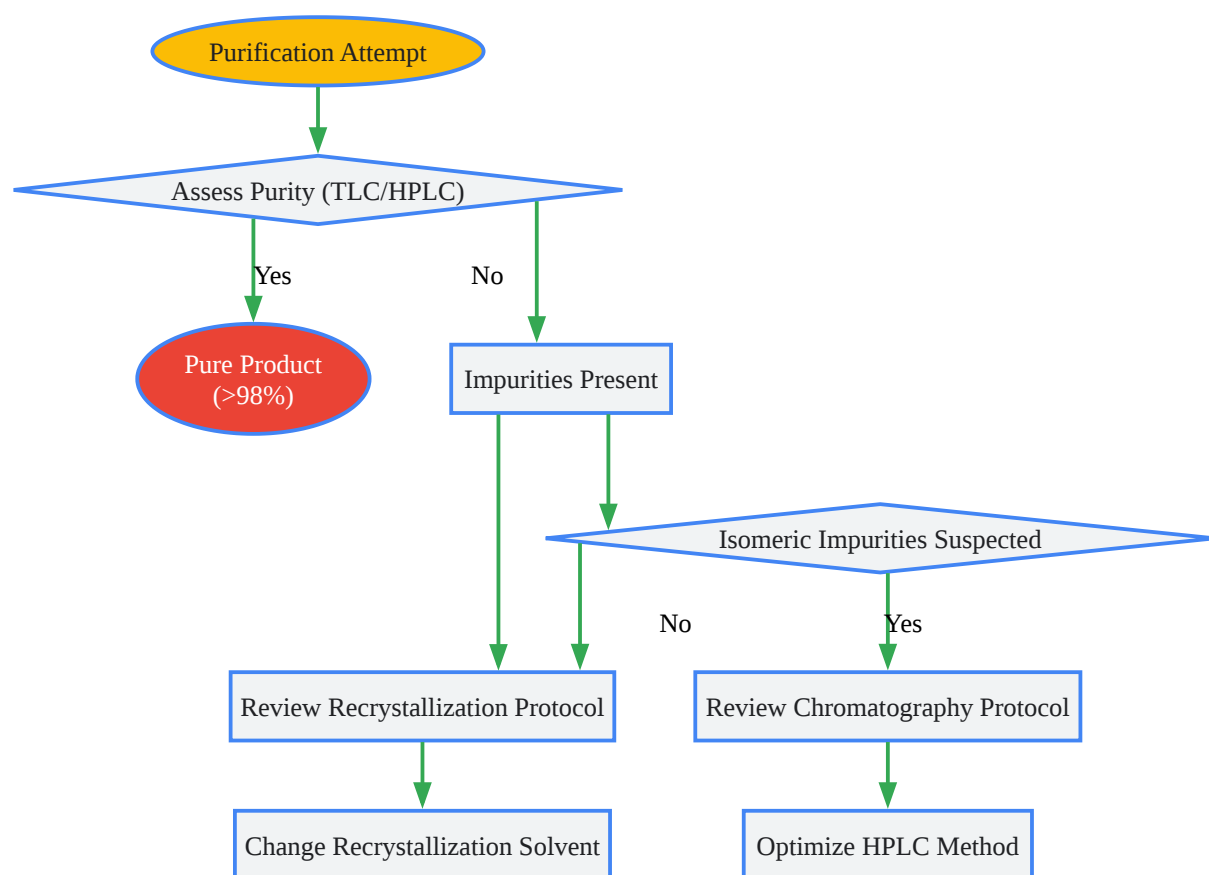 Purification Attempt
Assess Purity (TLC/HPLC)
Yes
No
Pure Product
(>98%)
Impurities Present
Isomeric Impurities Suspected
No
Yes
Review Recrystallization Protocol
Review Chromatography Protocol
Change Recrystallization Solvent
Optimize HPLC Method